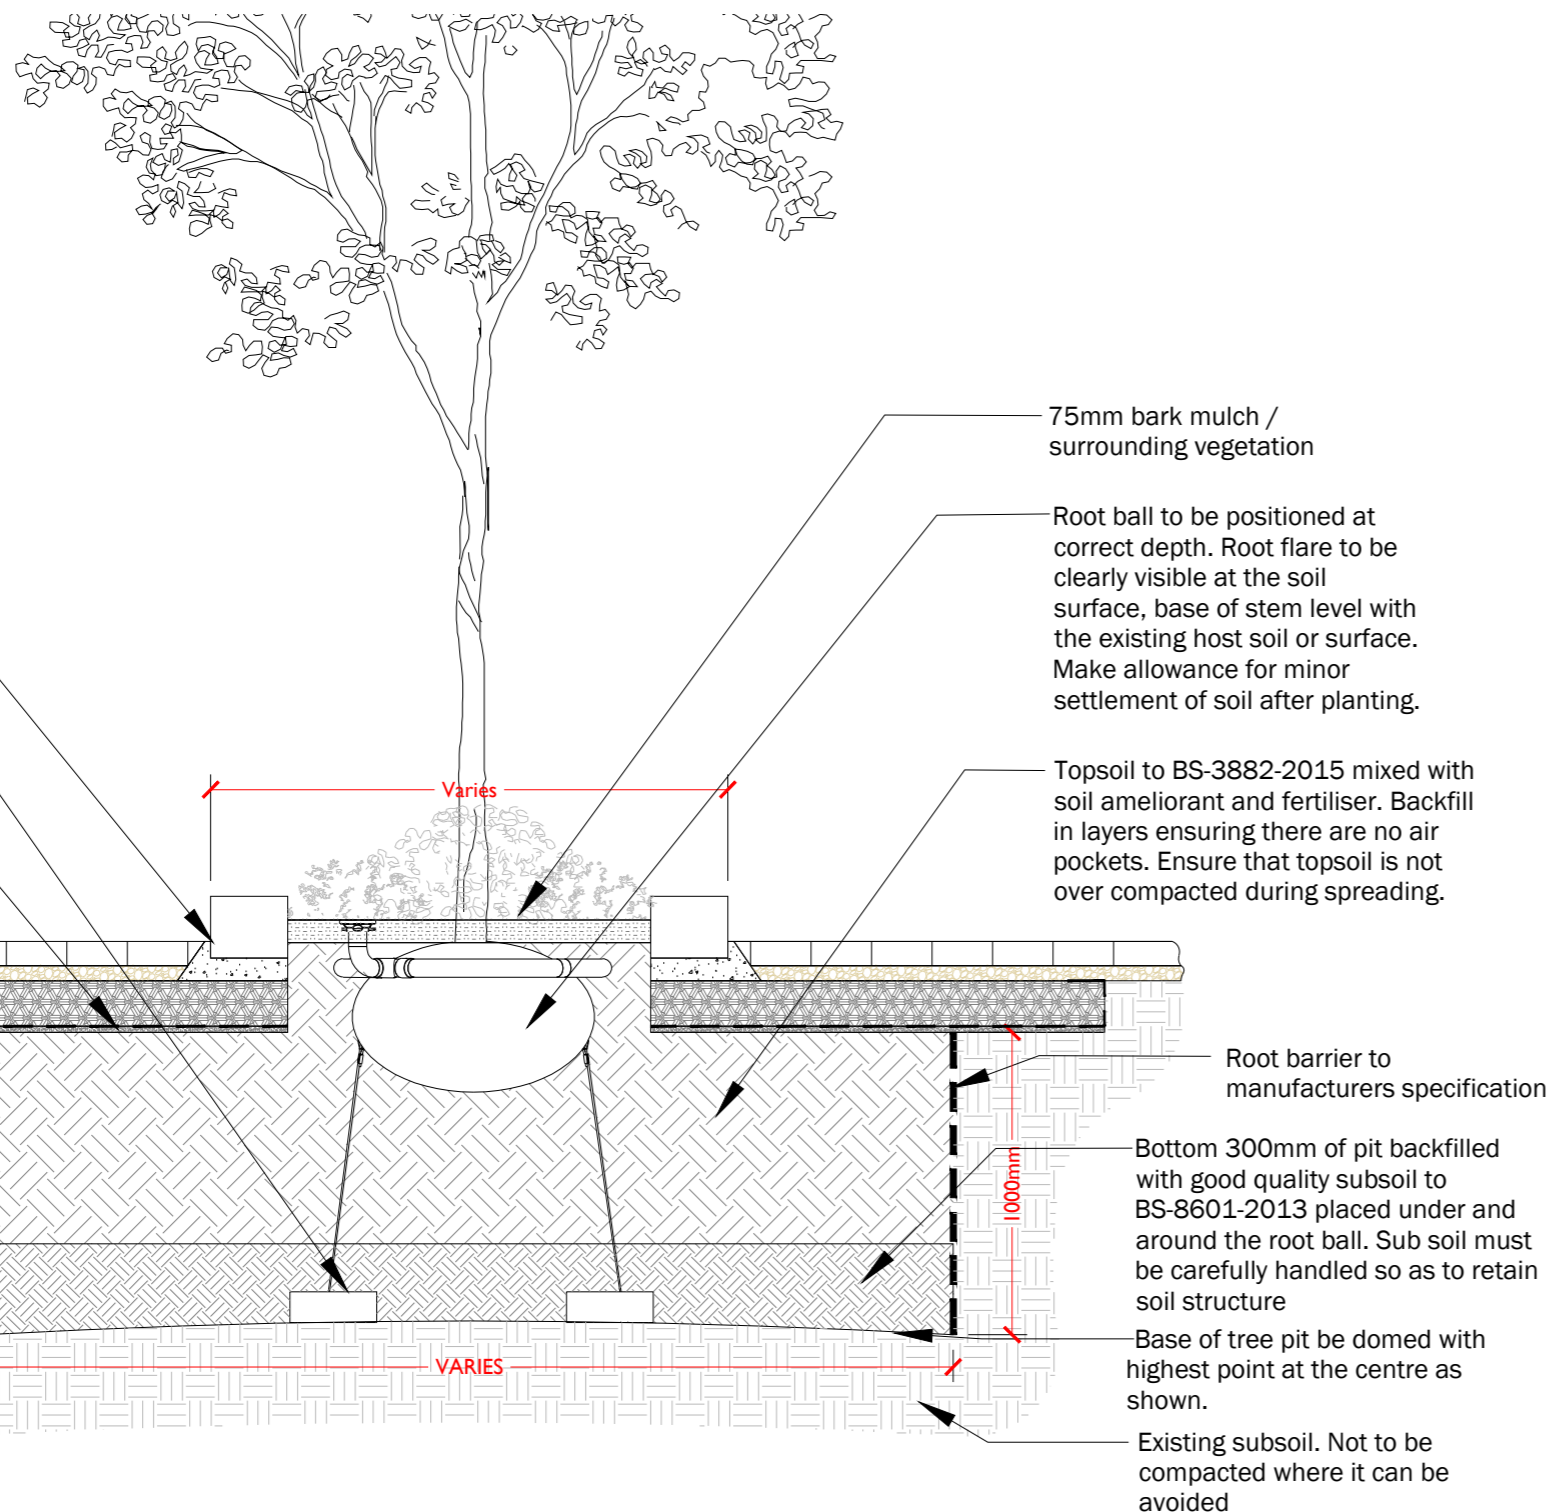 75mm bark mulch /
surrounding vegetation
Root ball to be positioned at
correct depth. Root flare to be
clearly visible at the soil
surface, base of stem level with
the existing host soil or surface.
Make allowance for minor
settlement of soil after planting.
Varies
Topsoil to BS-3882-2015 mixed with
soil ameliorant and fertiliser. Backfill
in layers ensuring there are no air
pockets. Ensure that topsoil is not
over compacted during spreading.
Root barrier to
manufacturers specification
1000mm
Bottom 300mm of pit backfilled
with good quality subsoil to
BS-8601-2013 placed under and
around the root ball. Sub soil must
be carefully handled so as to retain
soil structure
Base of tree pit be domed with
highest point at the centre as
shown.
VARIES
Existing subsoil. Not to be
compacted where it can be
avoided